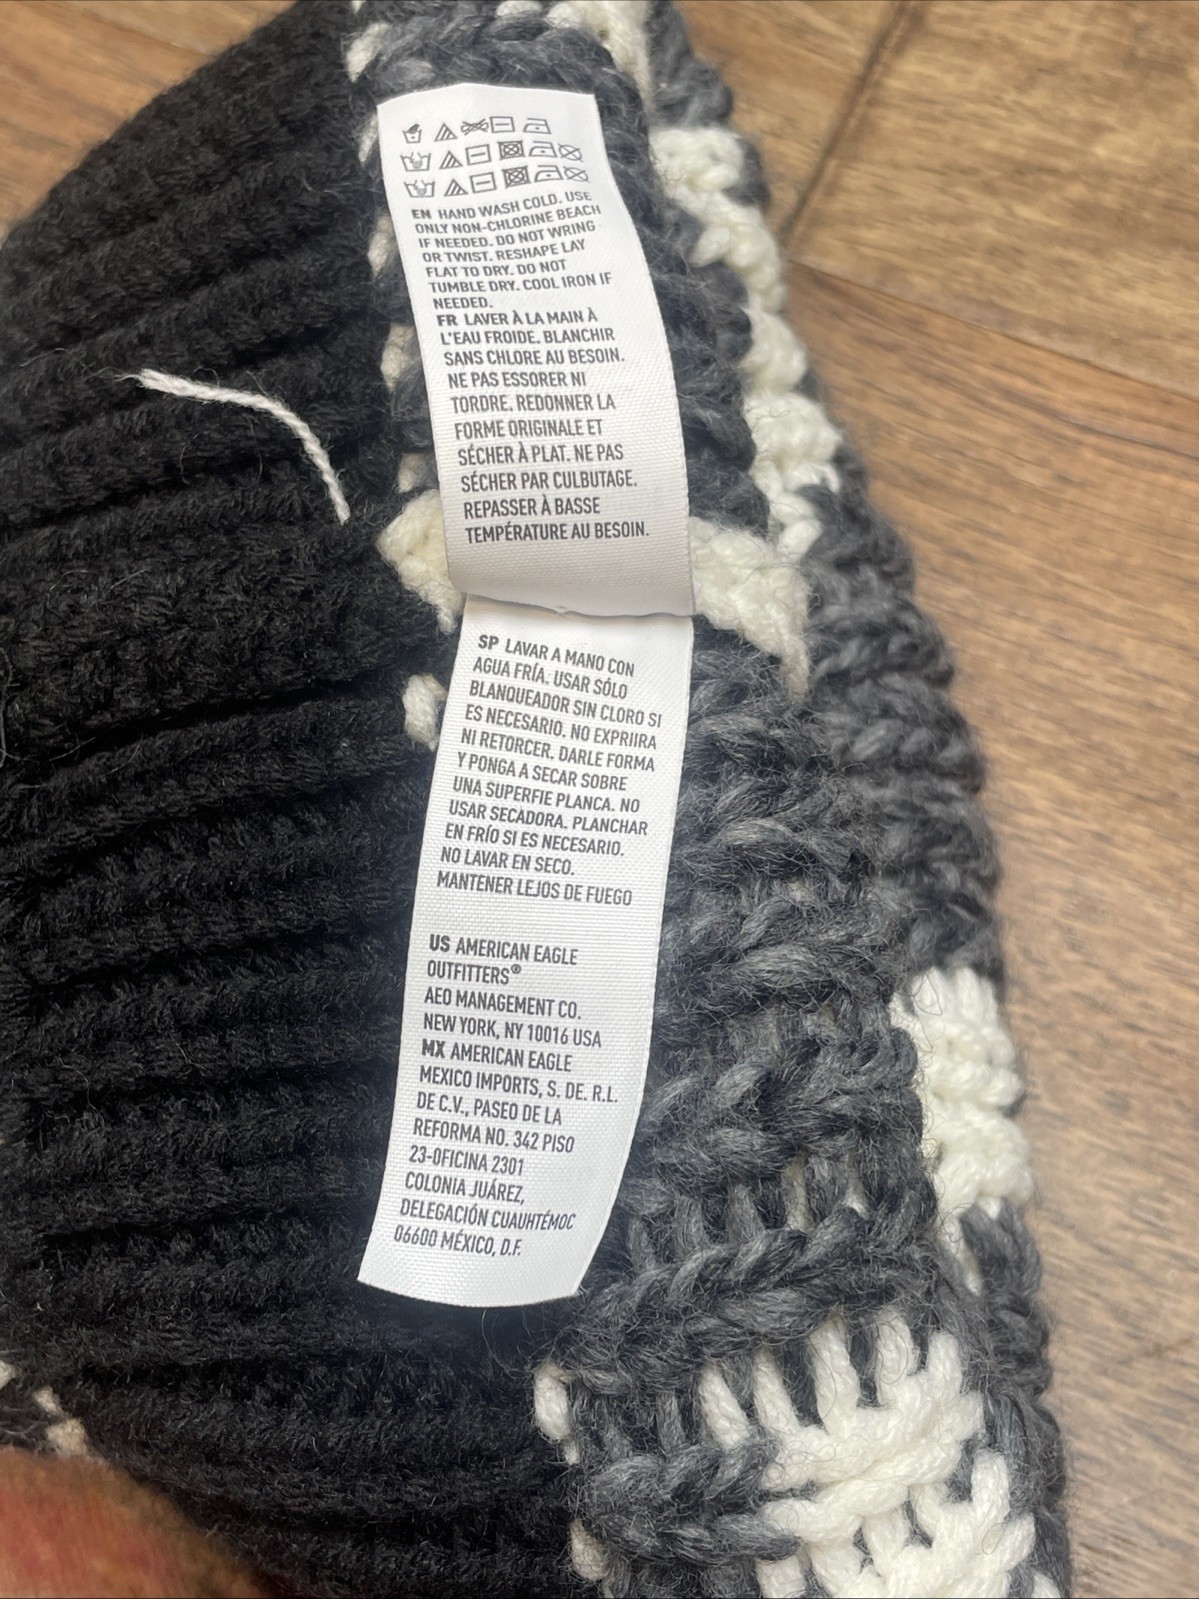 EN HAND WASH COLD. USE
ONLY NON-CHLORINE BEACH
IF NEEDED. DO NOT WRING
OR TWIST. RESHAPE LAY
FLAT TO DRY. DO NOT
TUMBLE DRY. COOL IRON IF
NEEDED.
FR LAVER À LA MAIN À
L'EAU FROIDE. BLANCHIR
SANS CHLORE AU BESOIN.
NE PAS ESSORER NI
TORDRE. REDONNER LA
FORME ORIGINALE ET
SÉCHER À PLAT. NE PAS
SÉCHER PAR CULBUTAGE.
REPASSER À BASSE
TEMPÉRATURE AU BESOIN.
SP LAVAR A MANO CON
AGUA FRÍA. USAR SÓLO
BLANQUEADOR SIN CLORO SI
ES NECESARIO. NO EXPRIIRA
NI RETORCER. DARLE FORMA
Y PONGA A SECAR SOBRE
UNA SUPERFIE PLANCA. NO
USAR SECADORA. PLANCHAR
EN FRÍO SI ES NECESARIO.
NO LAVAR EN SECO.
MANTENER LEJOS DE FUEGO
US AMERICAN EAGLE
OUTFITTERS®
AEO MANAGEMENT CO.
NEW YORK, NY 10016 USA
MX AMERICAN EAGLE
MEXICO IMPORTS, S. DE. R.L.
DE C.V., PASEO DE LA
REFORMA NO. 342 PISO
23-OFICINA 2301
COLONIA JUÁREZ,
DELEGACIÓN CUAUHTÉMOC
06600 MÉXICO, D.F.